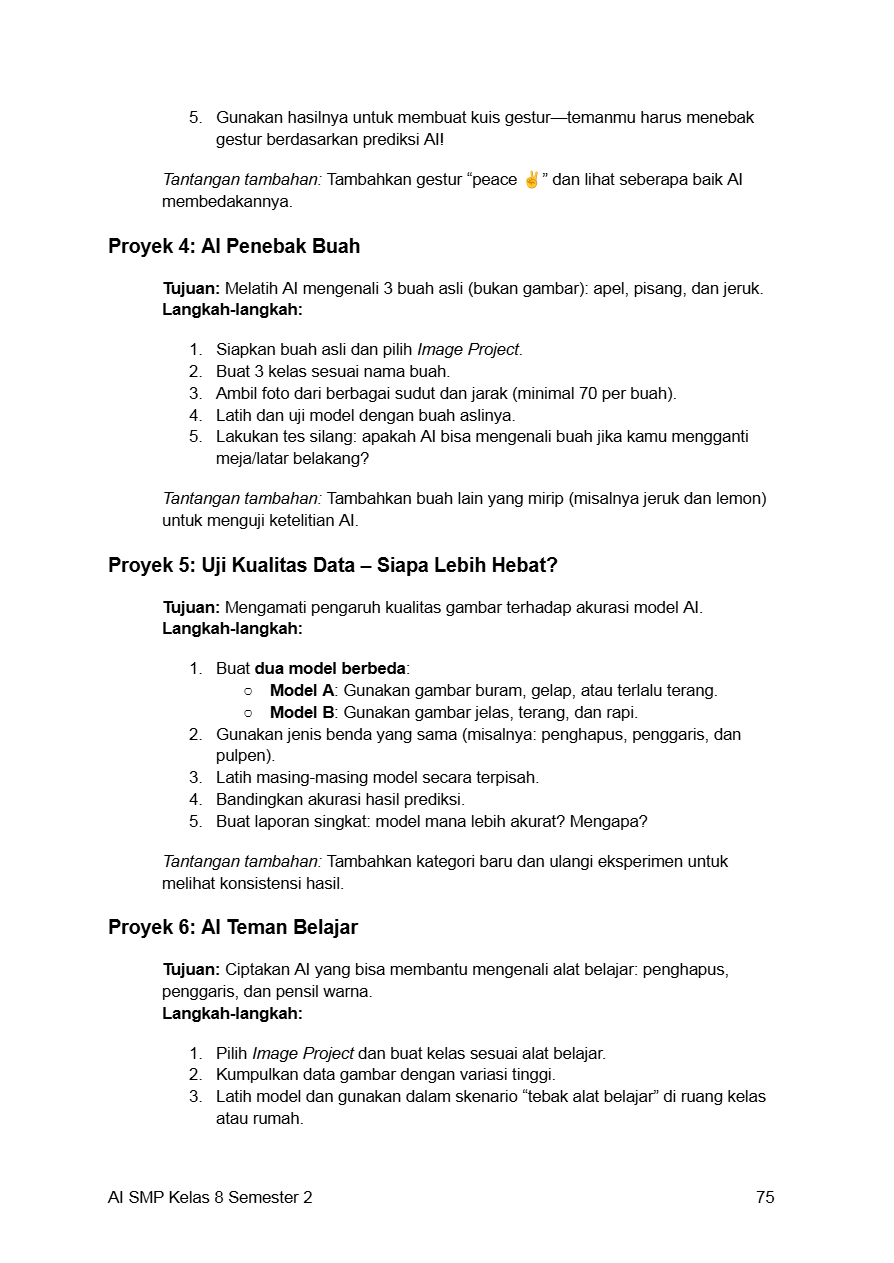 5. Gunakan hasilnya untuk membuat kuis gestur—temanmu harus menebak
gestur berdasarkan prediksi AI!
Tantangan tambahan: Tambahkan gestur “peace ✌️” dan lihat seberapa baik AI
membedakannya.
Proyek 4: AI Penebak Buah
Tujuan: Melatih AI mengenali 3 buah asli (bukan gambar): apel, pisang, dan jeruk.
Langkah-langkah:
1. Siapkan buah asli dan pilih Image Project.
2. Buat 3 kelas sesuai nama buah.
3. Ambil foto dari berbagai sudut dan jarak (minimal 70 per buah).
4. Latih dan uji model dengan buah aslinya.
5. Lakukan tes silang: apakah AI bisa mengenali buah jika kamu mengganti
meja/latar belakang?
Tantangan tambahan: Tambahkan buah lain yang mirip (misalnya jeruk dan lemon)
untuk menguji ketelitian AI.
Proyek 5: Uji Kualitas Data – Siapa Lebih Hebat?
Tujuan: Mengamati pengaruh kualitas gambar terhadap akurasi model AI.
Langkah-langkah:
1. Buat dua model berbeda:
○ Model A: Gunakan gambar buram, gelap, atau terlalu terang.
○ Model B: Gunakan gambar jelas, terang, dan rapi.
2. Gunakan jenis benda yang sama (misalnya: penghapus, penggaris, dan
pulpen).
3. Latih masing-masing model secara terpisah.
4. Bandingkan akurasi hasil prediksi.
5. Buat laporan singkat: model mana lebih akurat? Mengapa?
Tantangan tambahan: Tambahkan kategori baru dan ulangi eksperimen untuk
melihat konsistensi hasil.
Proyek 6: AI Teman Belajar
Tujuan: Ciptakan AI yang bisa membantu mengenali alat belajar: penghapus,
penggaris, dan pensil warna.
Langkah-langkah:
1. Pilih Image Project dan buat kelas sesuai alat belajar.
2. Kumpulkan data gambar dengan variasi tinggi.
3. Latih model dan gunakan dalam skenario “tebak alat belajar” di ruang kelas
atau rumah.
AI SMP Kelas 8 Semester 2 75